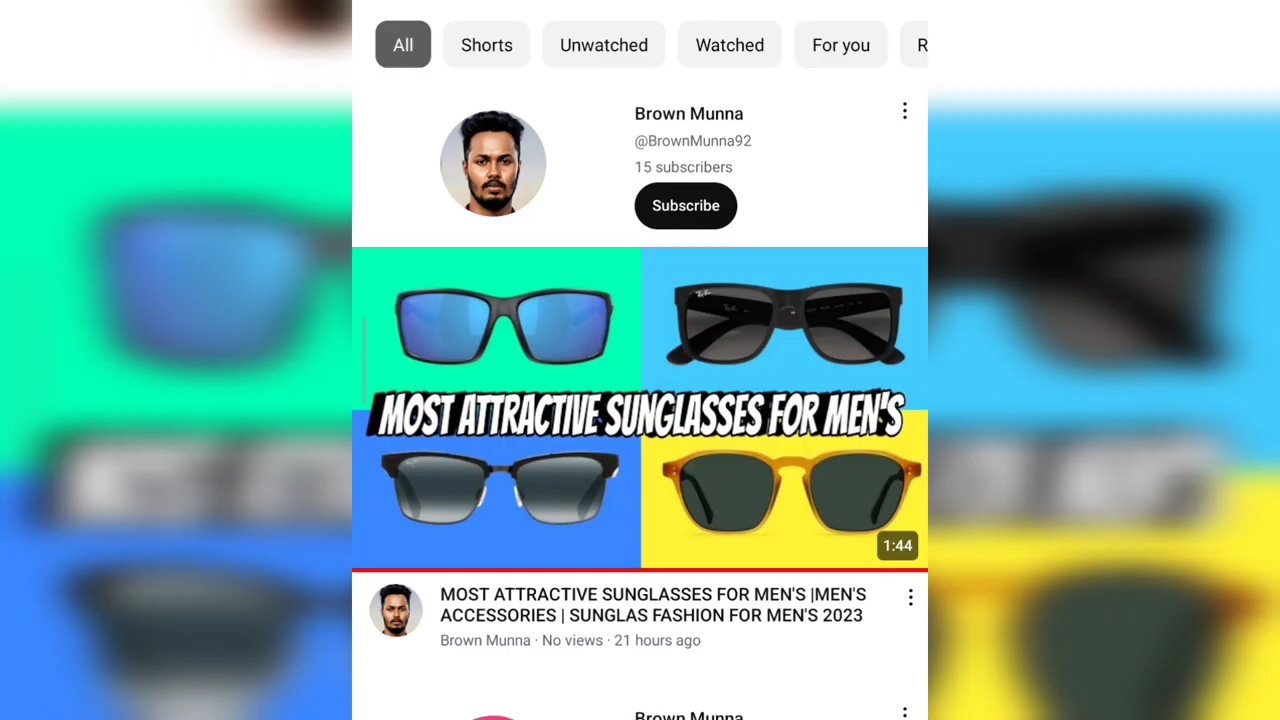 All Shorts Unwatched Watched For you R
Brown Munna
@BrownMunna92
15 subscribers
Subscribe
Ray-Ban
MOST ATTRACTIVE SUNGLASSES FOR MEN'S
1:44
MOST ATTRACTIVE SUNGLASSES FOR MEN'S |MEN'S
ACCESSORIES | SUNGLAS FASHION FOR MEN'S 2023
Brown Munna · No views · 21 hours ago
Brown Munna